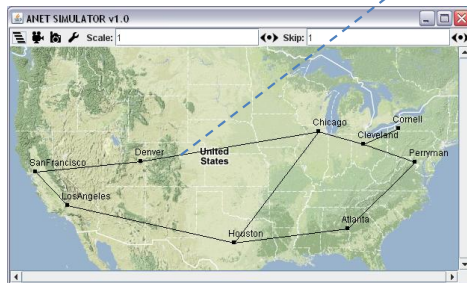 ANET SIMULATOR v1.0
Scale: 1 Skip: 1
Chicago
Cornell
Cleveland
Denver
United
States
Perryman
SanFrancisco
LosAngeles
Atlanta
Houston